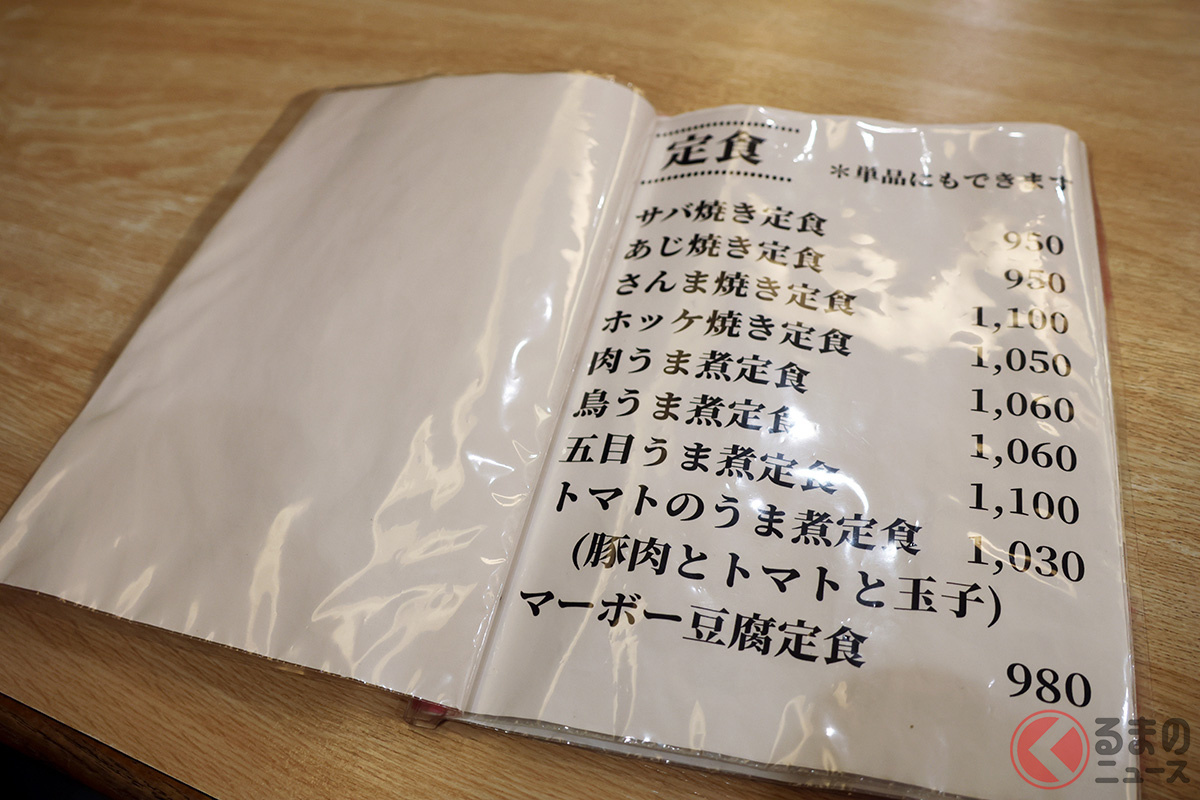 定食
*単品にもできます
サバ焼き定食 950
あじ焼き定食 950
さんま焼き定食 1,100
ホッケ焼き定食 1,050
肉うま煮定食 1,060
鳥うま煮定食 1,060
五目うま煮定食 1,100
トマトのうま煮定食 1,030
(豚肉とトマトと玉子)
マーボー豆腐定食 980
くるまのニュース